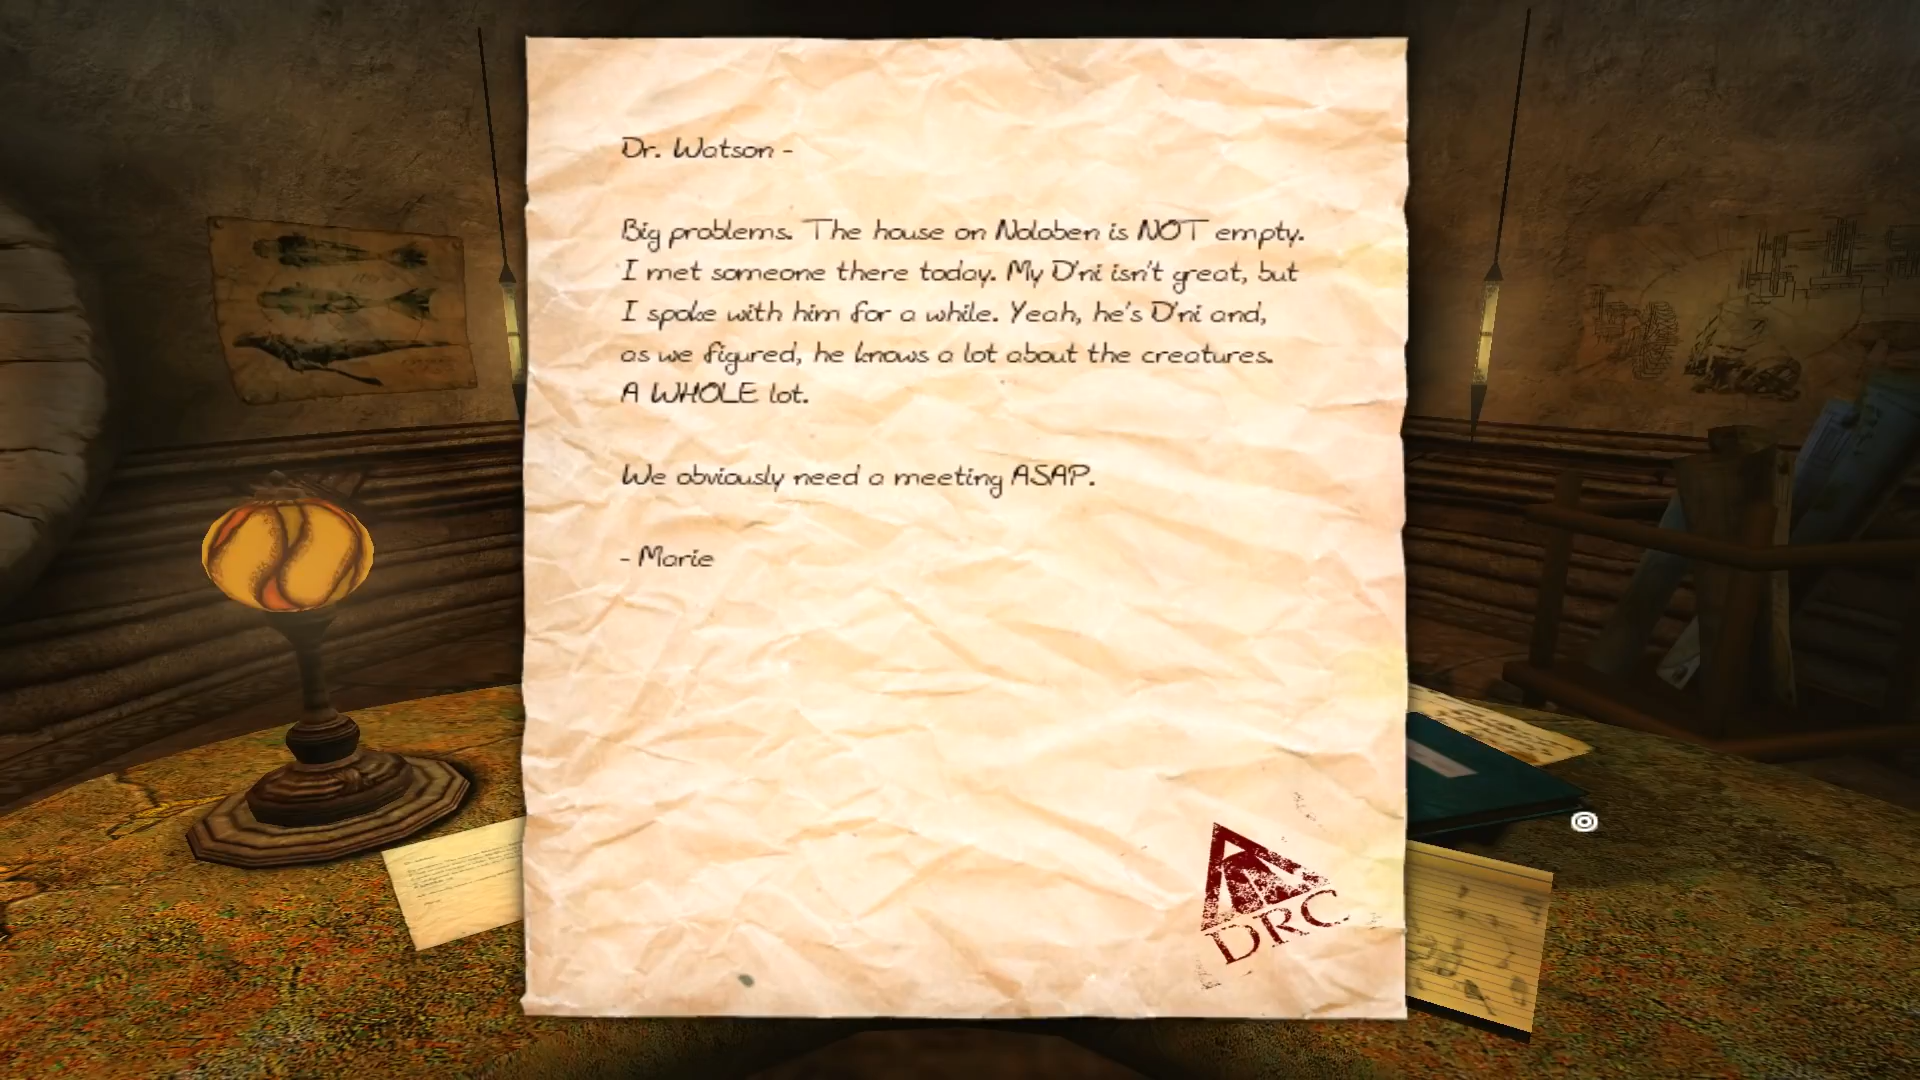 Dr. Watson -
Big problems. The house on Noloben is NOT empty.
I met someone there today. My D'ni isn't great, but
I spoke with him for a while. Yeah, he's D'ni and,
as we figured, he knows a lot about the creatures.
A WHOLE lot.
We obviously need a meeting ASAP.
- Marie
DRC